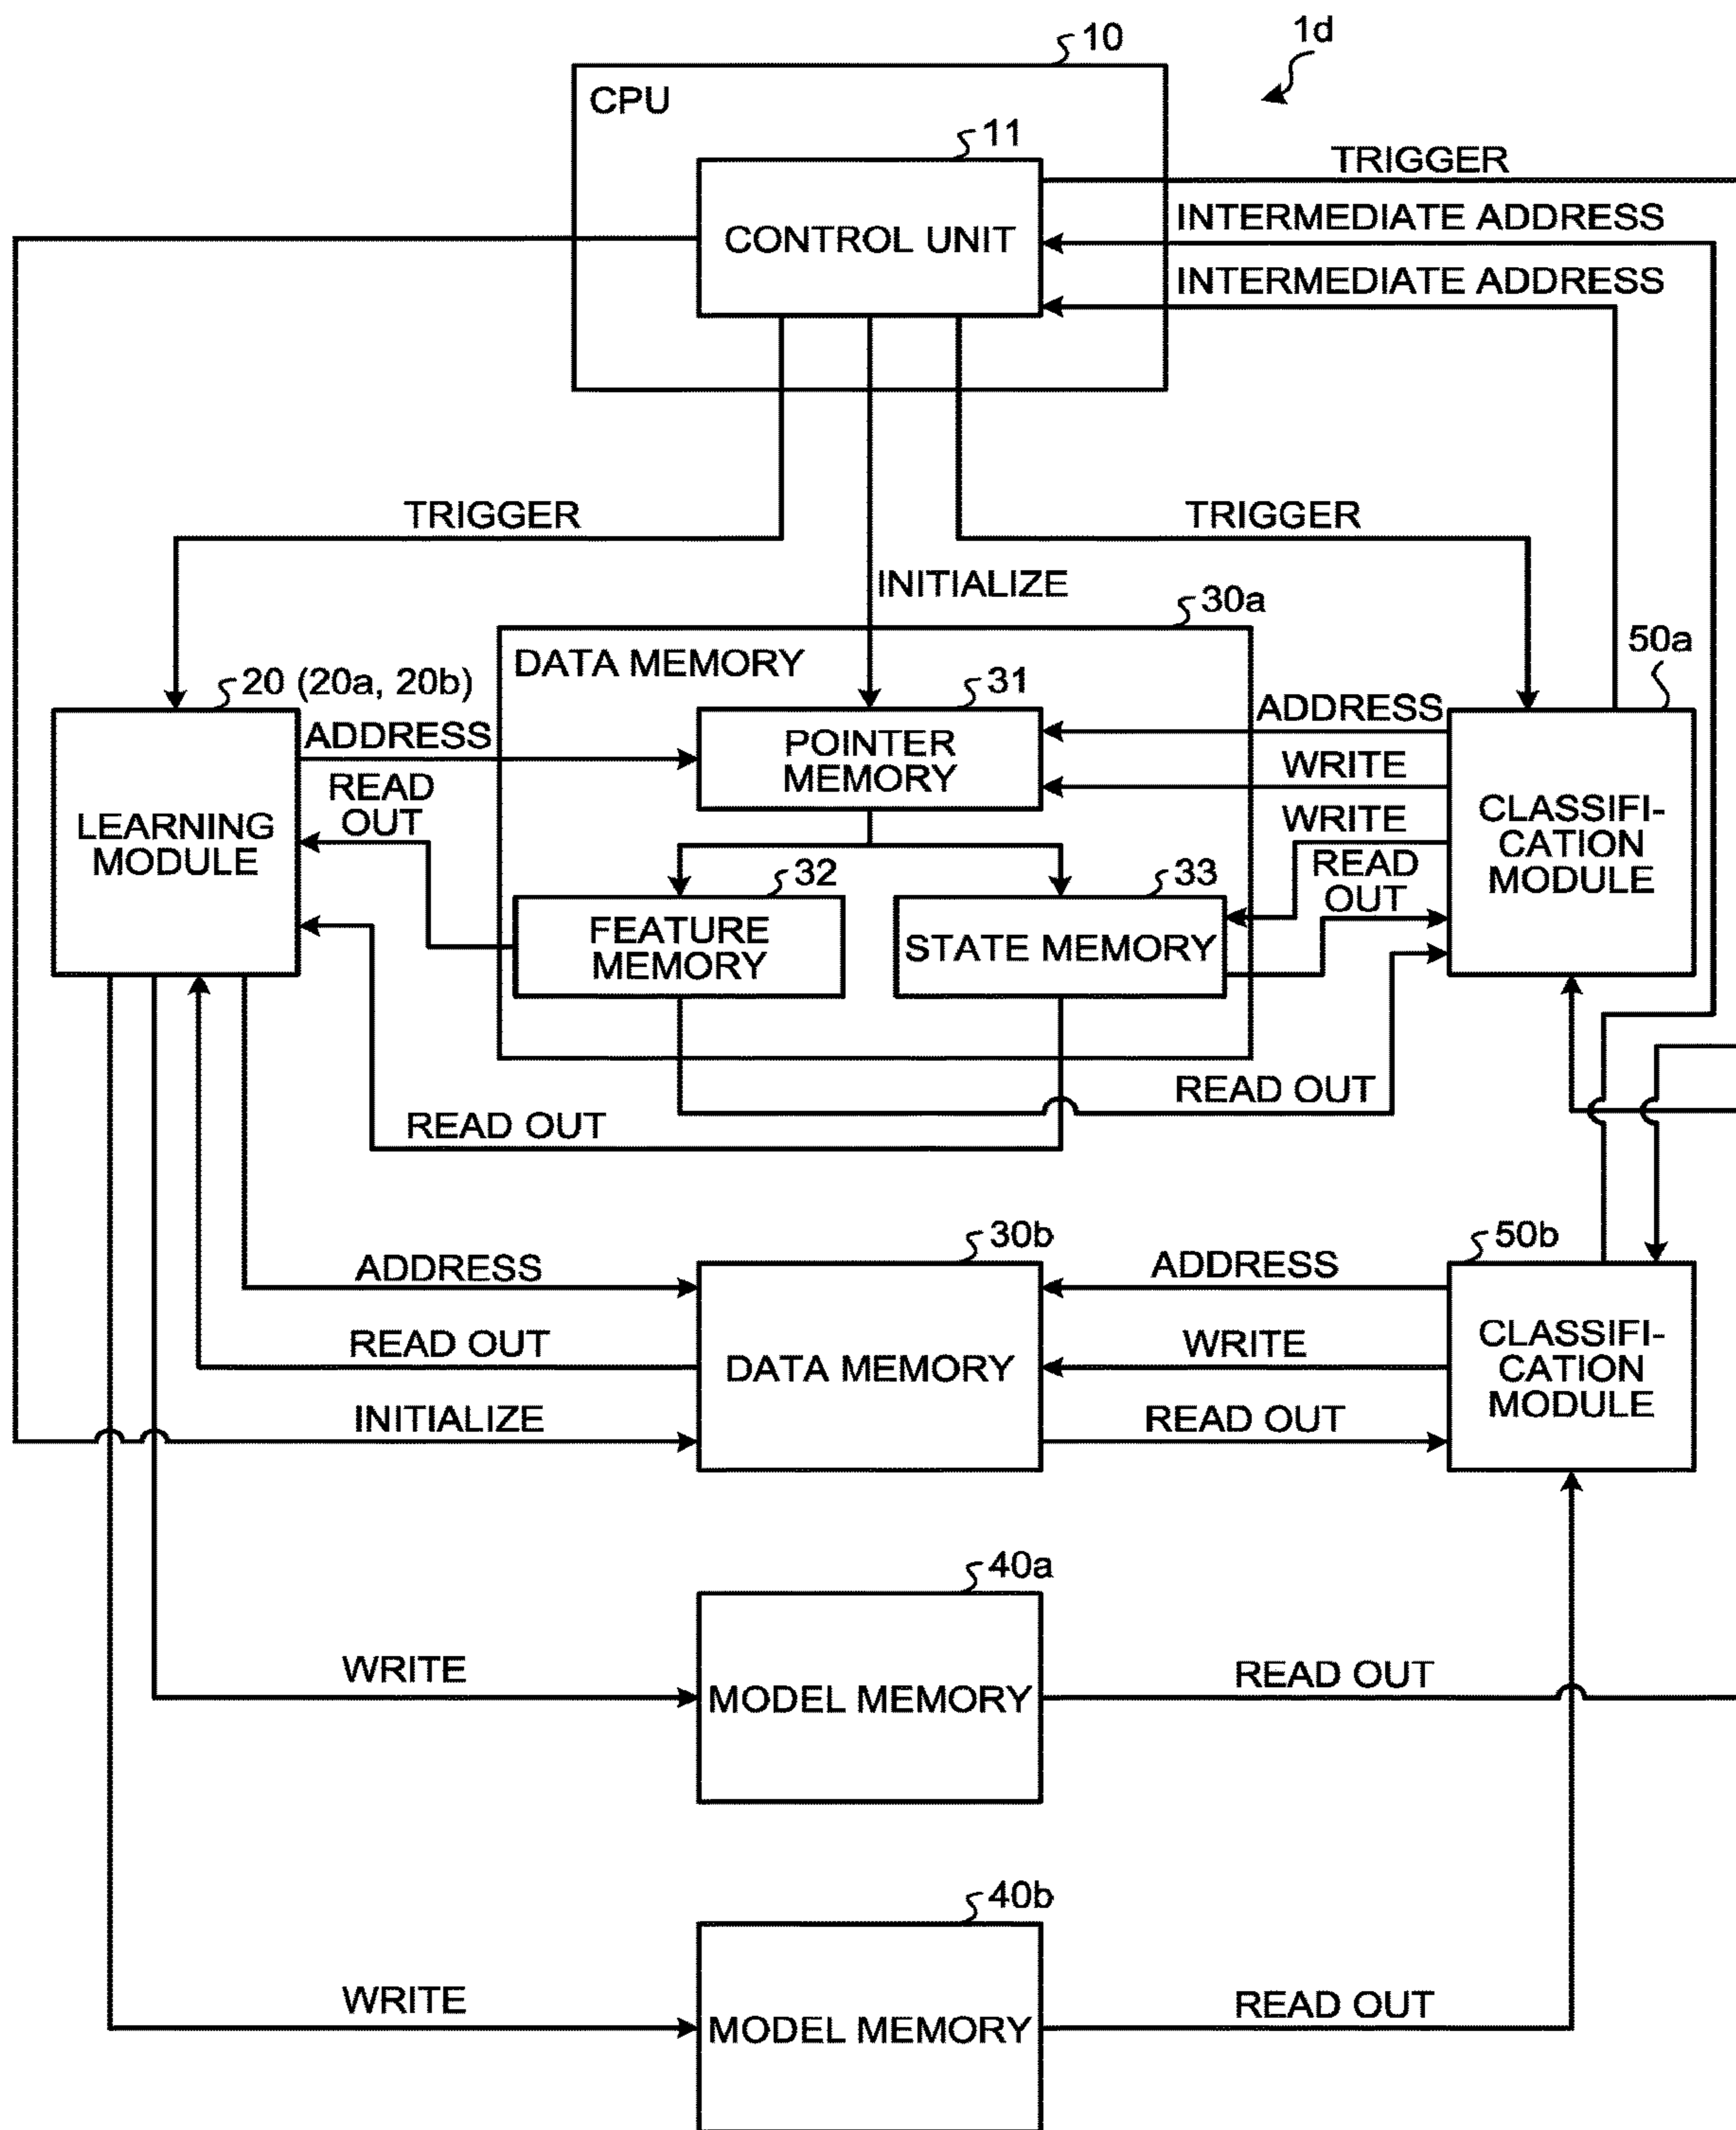 10
1d
CPU
11
TRIGGER
CONTROL UNIT
INTERMEDIATE ADDRESS
INTERMEDIATE ADDRESS
TRIGGER
TRIGGER
INITIALIZE
30a
50a
DATA MEMORY
20 (20a, 20b)
31
ADDRESS
POINTER
MEMORY
ADDRESS
WRITE
READ
OUT
LEARNING
MODULE
WRITE
CLASSIFI-
CATION
MODULE
READ
OUT
32
33
FEATURE
MEMORY
STATE MEMORY
READ OUT
READ OUT
30b
50b
ADDRESS
ADDRESS
READ OUT
DATA MEMORY
WRITE
CLASSIFI-
CATION
MODULE
INITIALIZE
READ OUT
40a
WRITE
MODEL MEMORY
READ OUT
40b
WRITE
MODEL MEMORY
READ OUT